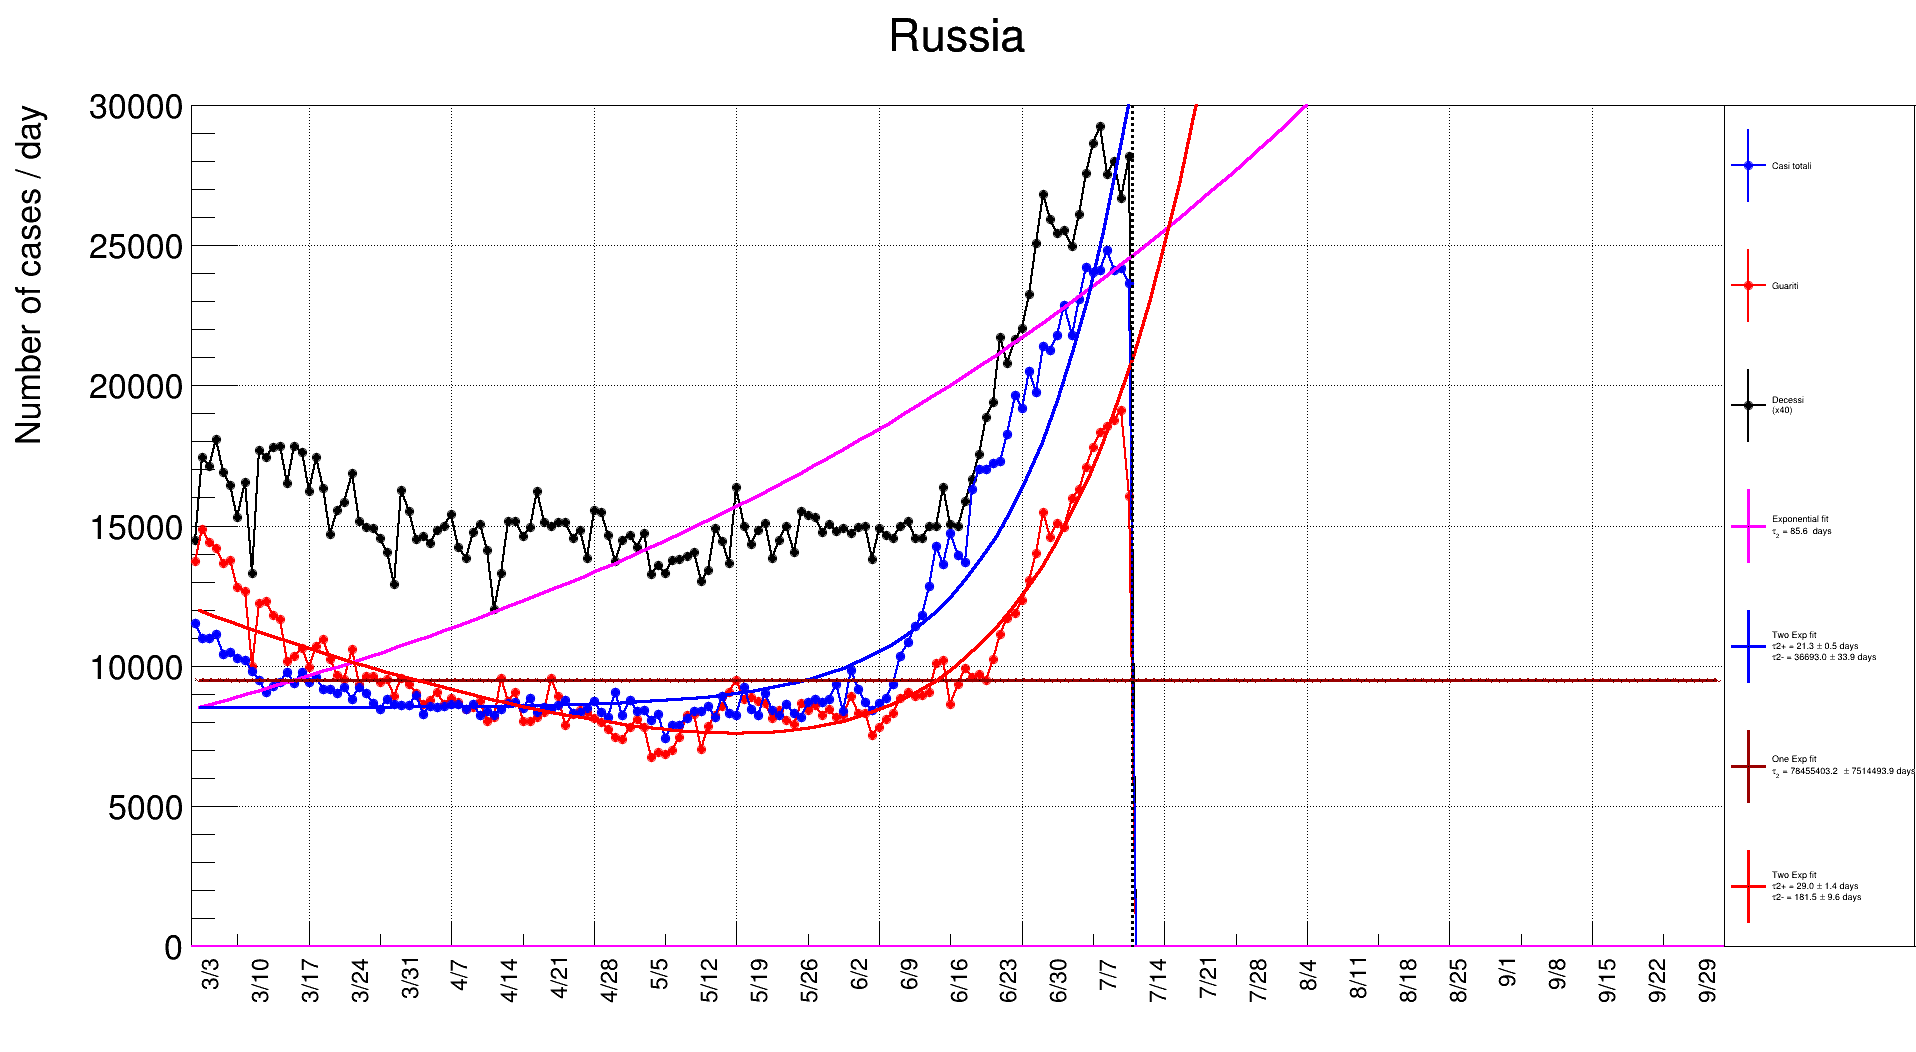 Russia
Number of cases / day
30000
25000
20000
15000
10000
5000
0
3/3 3/10 3/17 3/24 3/31 4/7 4/14 4/21 4/28 5/5 5/12 5/19 5/26 6/2 6/9 6/16 6/23 6/30 7/7 7/14 7/21 7/28 8/4 8/11 8/18 8/25 9/1 9/8 9/15 9/22 9/29
Casi totali
Guariti
Decessi
(x40)
Exponential fit
τ2 = 85.6 days
Two Exp fit
τ2+ = 21.3 ± 0.5 days
τ2- = 36693.0 ± 33.9 days
One Exp fit
τ2 = 78455403.2 ± 7514493.9 days
Two Exp fit
τ2+ = 29.0 ± 1.4 days
τ2- = 181.5 ± 9.6 days